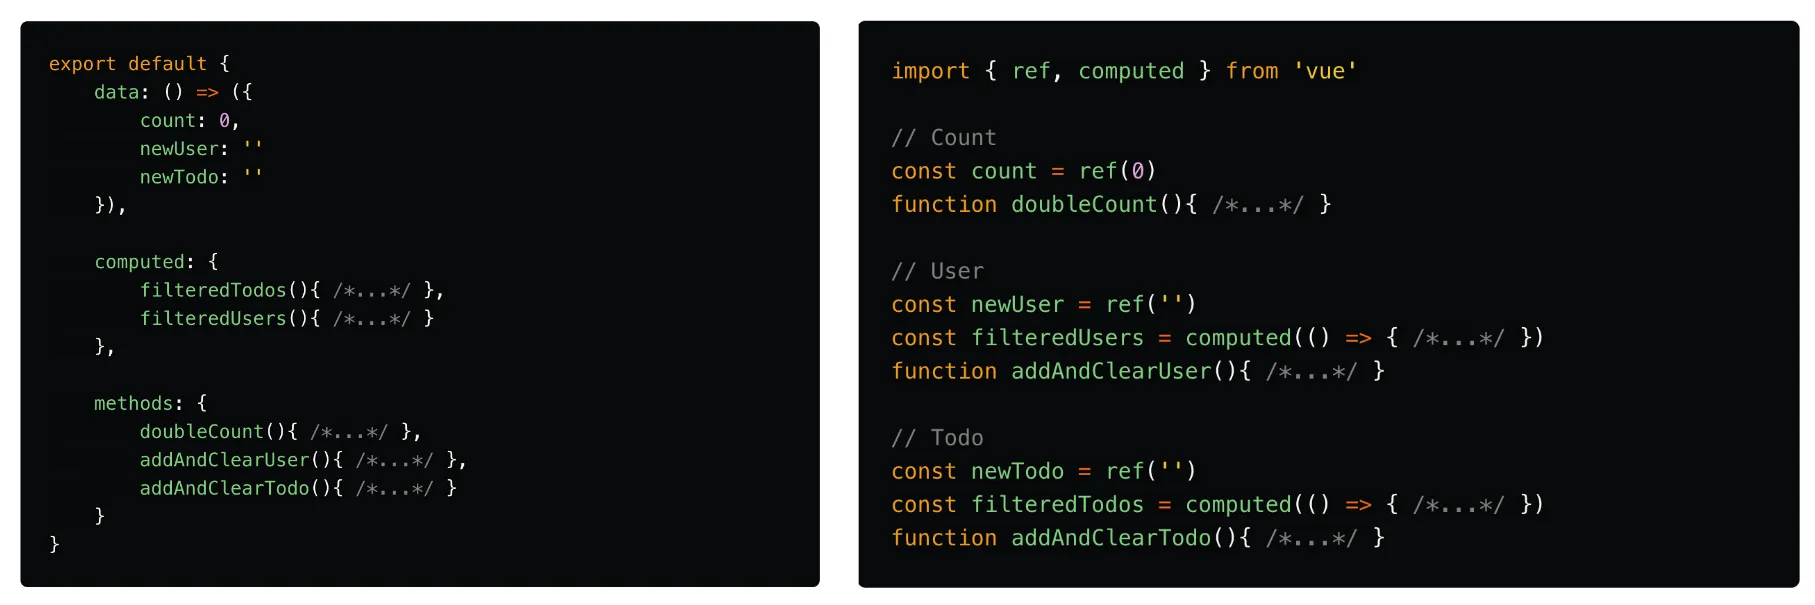 export default {
    data: () => ({
        count: 0,
        newUser: ''
        newTodo: ''
    }),

    computed: {
        filteredTodos(){ /*...*/ },
        filteredUsers(){ /*...*/ }
    },

    methods: {
        doubleCount(){ /*...*/ },
        addAndClearUser(){ /*...*/ },
        addAndClearTodo(){ /*...*/ }
    }
}

import { ref, computed } from 'vue'

// Count
const count = ref(0)
function doubleCount(){ /*...*/ }

// User
const newUser = ref('')
const filteredUsers = computed(() => { /*...*/ })
function addAndClearUser(){ /*...*/ }

// Todo
const newTodo = ref('')
const filteredTodos = computed(() => { /*...*/ })
function addAndClearTodo(){ /*...*/ }